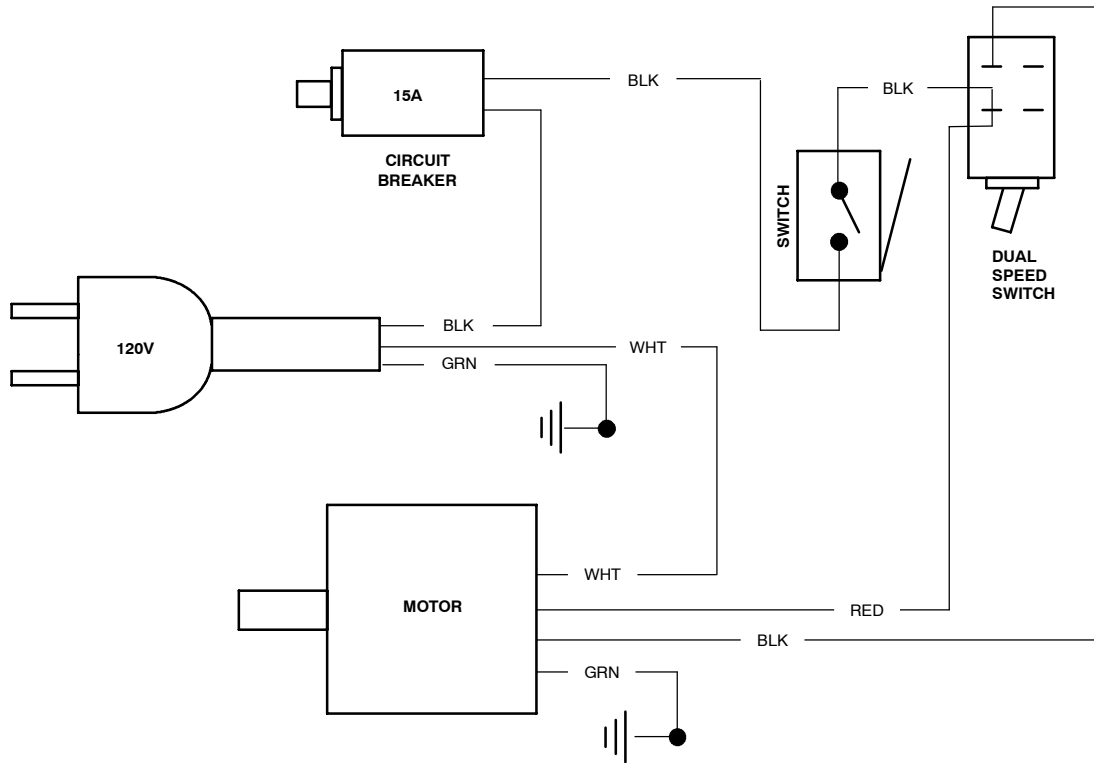 15A
BLK
BLK
CIRCUIT
BREAKER
SWITCH
DUAL
SPEED
SWITCH
120V
BLK
WHT
GRN
MOTOR
WHT
RED
BLK
GRN